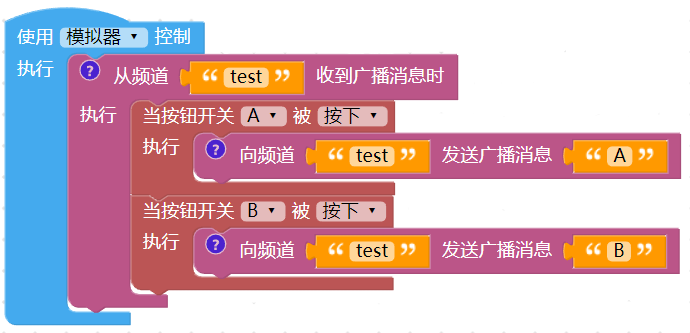 使用 模拟器 控制
执行 ? 从频道 “ test ” 收到广播消息时
执行 当按钮开关 A 被 按下
执行 ? 向频道 “ test ” 发送广播消息 “ A ”
当按钮开关 B 被 按下
执行 ? 向频道 “ test ” 发送广播消息 “ B ”